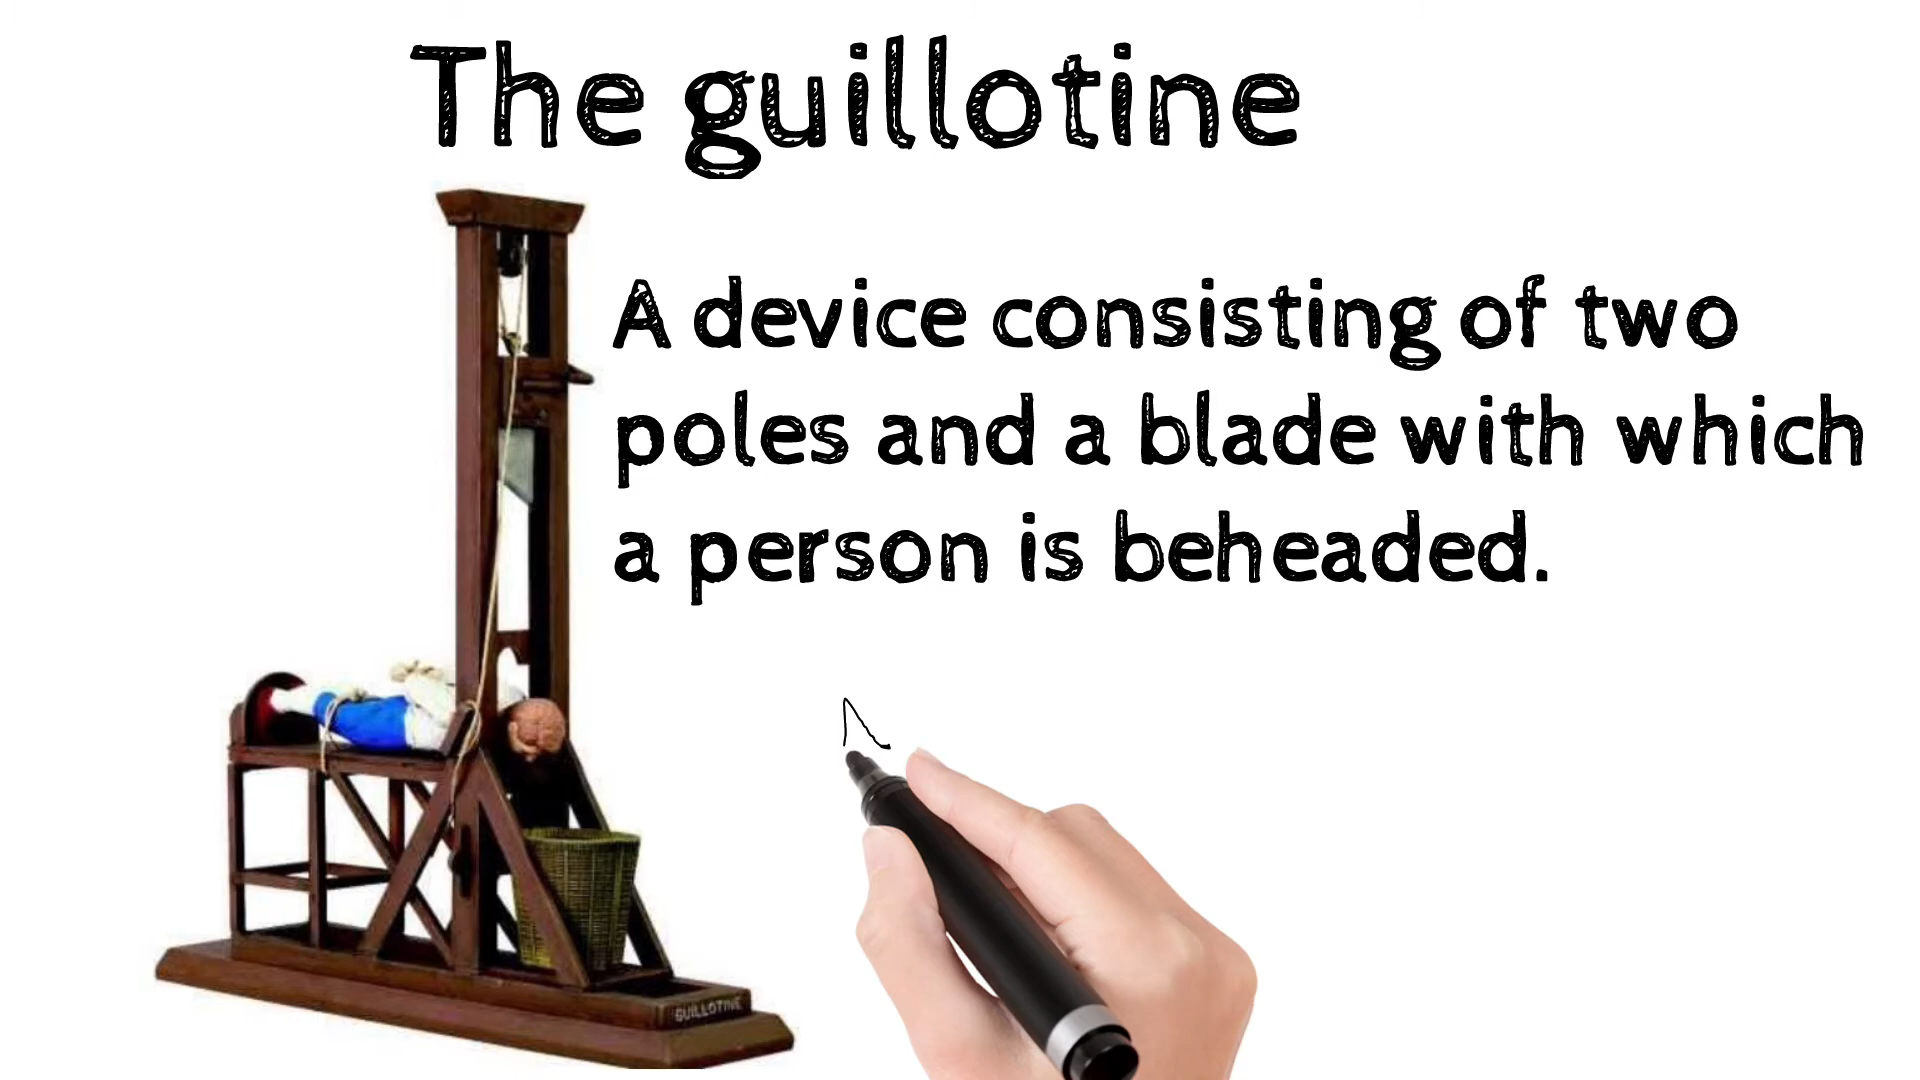 The guillotine
A device consisting of two
poles and a blade with which
a person is beheaded.
GUILLOTINE